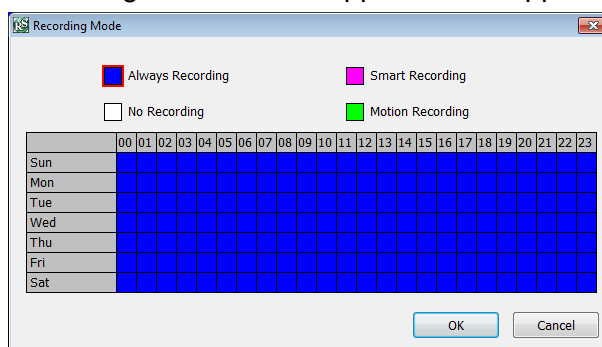 Recording Mode
Always Recording
Smart Recording
No Recording
Motion Recording
00 01 02 03 04 05 06 07 08 09 10 11 12 13 14 15 16 17 18 19 20 21 22 23
Sun
Mon
Tue
Wed
Thu
Fri
Sat
OK
Cancel